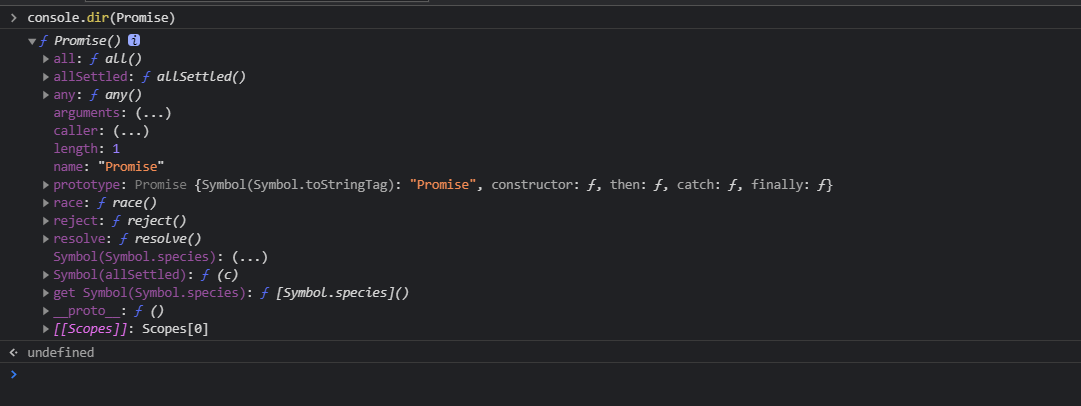 > console.dir(Promise)
▼ƒ Promise() i
▶all: ƒ all()
▶allSettled: ƒ allSettled()
▶any: ƒ any()
arguments: (...)
caller: (...)
length: 1
name: "Promise"
▶prototype: Promise {Symbol(Symbol.toStringTag): "Promise", constructor: ƒ, then: ƒ, catch: ƒ, finally: ƒ}
▶race: ƒ race()
▶reject: ƒ reject()
▶resolve: ƒ resolve()
Symbol(Symbol.species): (...)
▶Symbol(allSettled): ƒ (c)
▶get Symbol(Symbol.species): ƒ [Symbol.species]()
▶__proto__: ƒ ()
▶[[Scopes]]: Scopes[0]
undefined
>